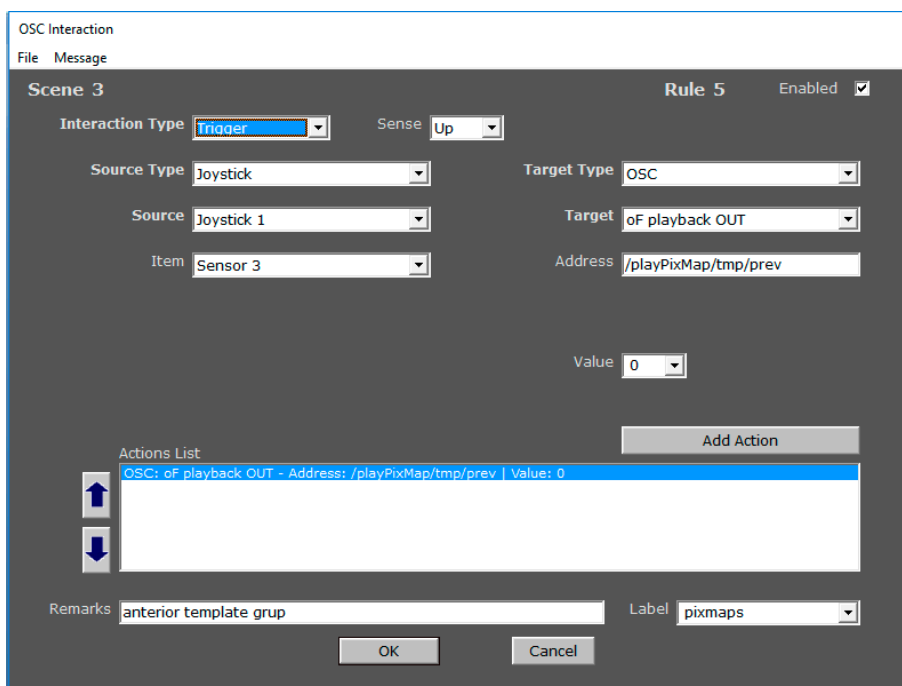 OSC Interaction
File Message
Scene 3 Rule 5 Enabled
Interaction Type Trigger Sense Up
Source Type Joystick Target Type OSC
Source Joystick 1 Target oF playback OUT
Item Sensor 3 Address /playPixMap/tmp/prev
Value 0
Add Action
Actions List
OSC: oF playback OUT - Address: /playPixMap/tmp/prev | Value: 0
Remarks anterior template grup Label pixmaps
OK Cancel